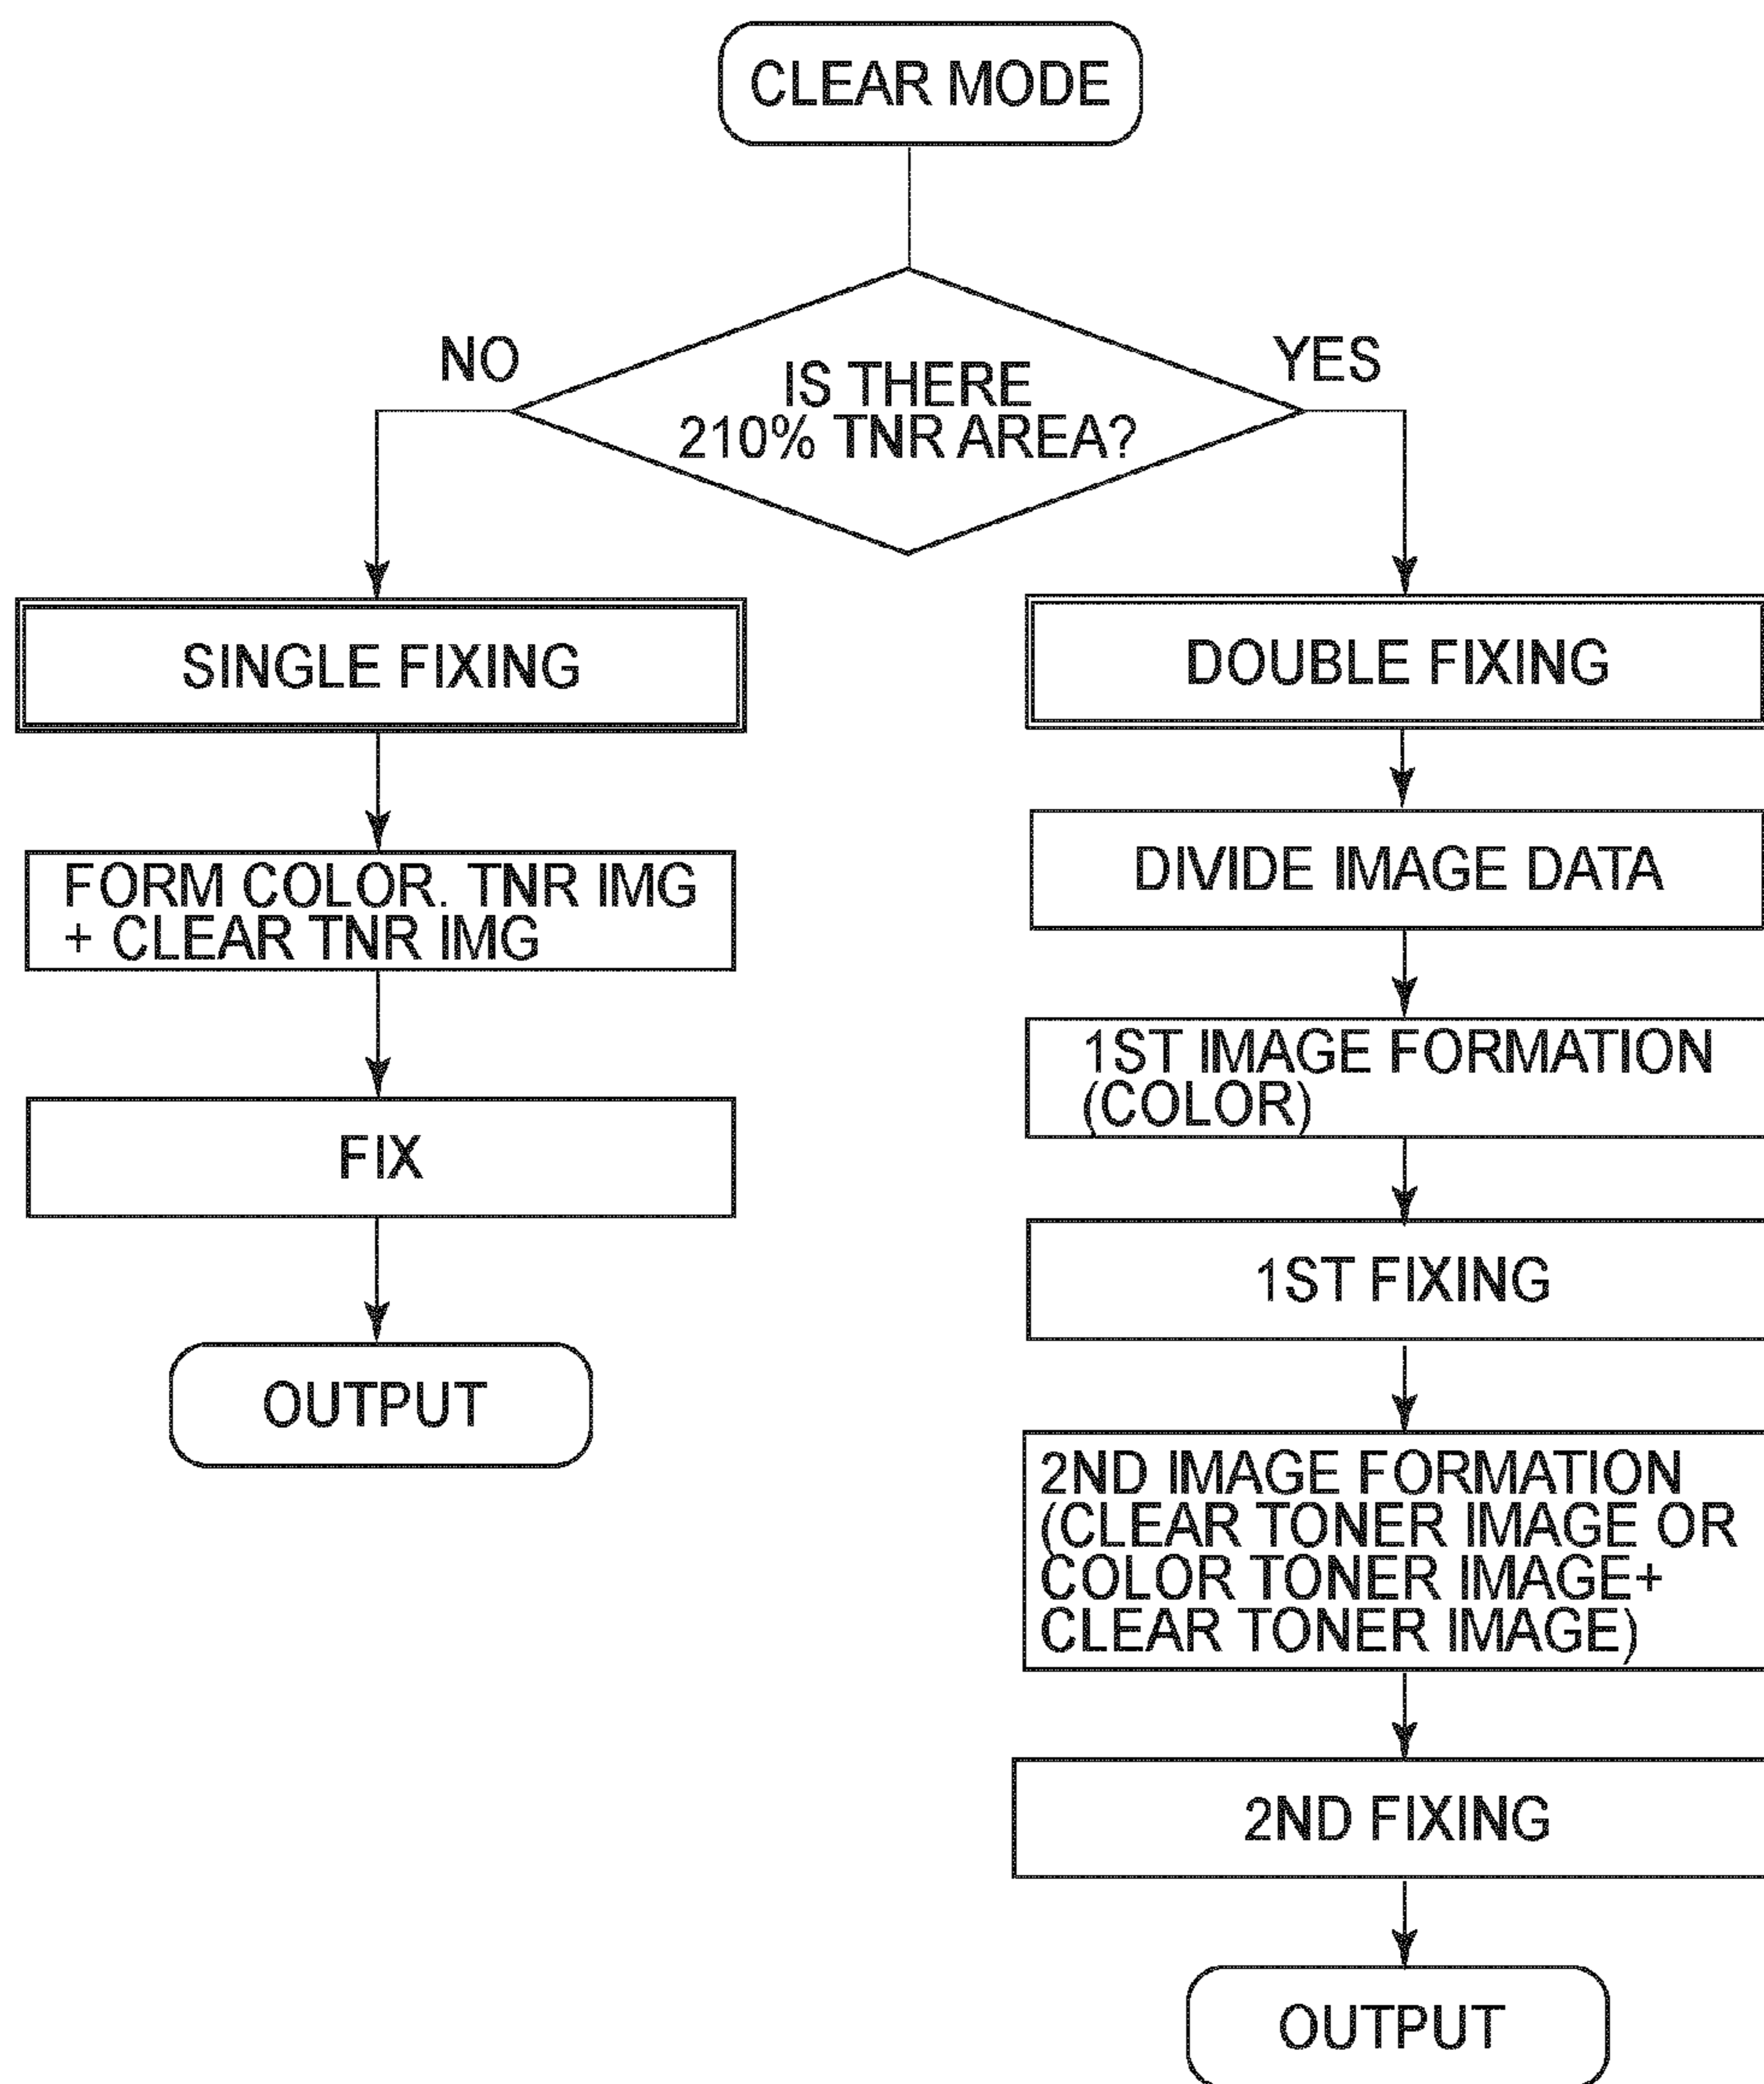 CLEAR MODE
NO
YES
IS THERE
210% TNR AREA?
SINGLE FIXING
FORM COLOR. TNR IMG
+ CLEAR TNR IMG
FIX
OUTPUT
DOUBLE FIXING
DIVIDE IMAGE DATA
1ST IMAGE FORMATION
(COLOR)
1ST FIXING
2ND IMAGE FORMATION
(CLEAR TONER IMAGE OR
COLOR TONER IMAGE+
CLEAR TONER IMAGE)
2ND FIXING
OUTPUT